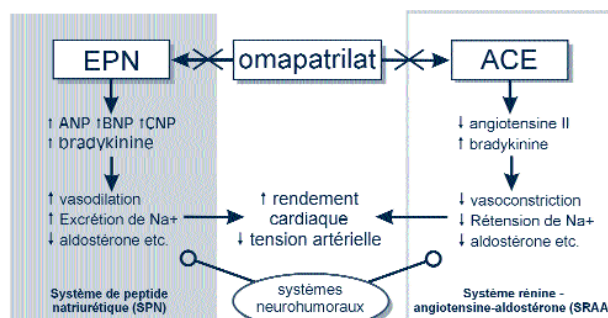 EPN
omapatrilat
ACE
↑ ANP ↑BNP ↑CNP
↑ bradykinine
↓ angiotensine II
↑ bradykinine
↑ vasodilation
↑ Excrétion de Na+
↓ aldostérone etc.
↑ rendement
cardiaque
↓ tension artérielle
↓ vasoconstriction
↓ Rétension de Na+
↓ aldostérone etc.
Système de peptide
natriurétique (SPN)
systèmes
neurohumoraux
Système rénine -
angiotensine-aldostérone (SRAA)